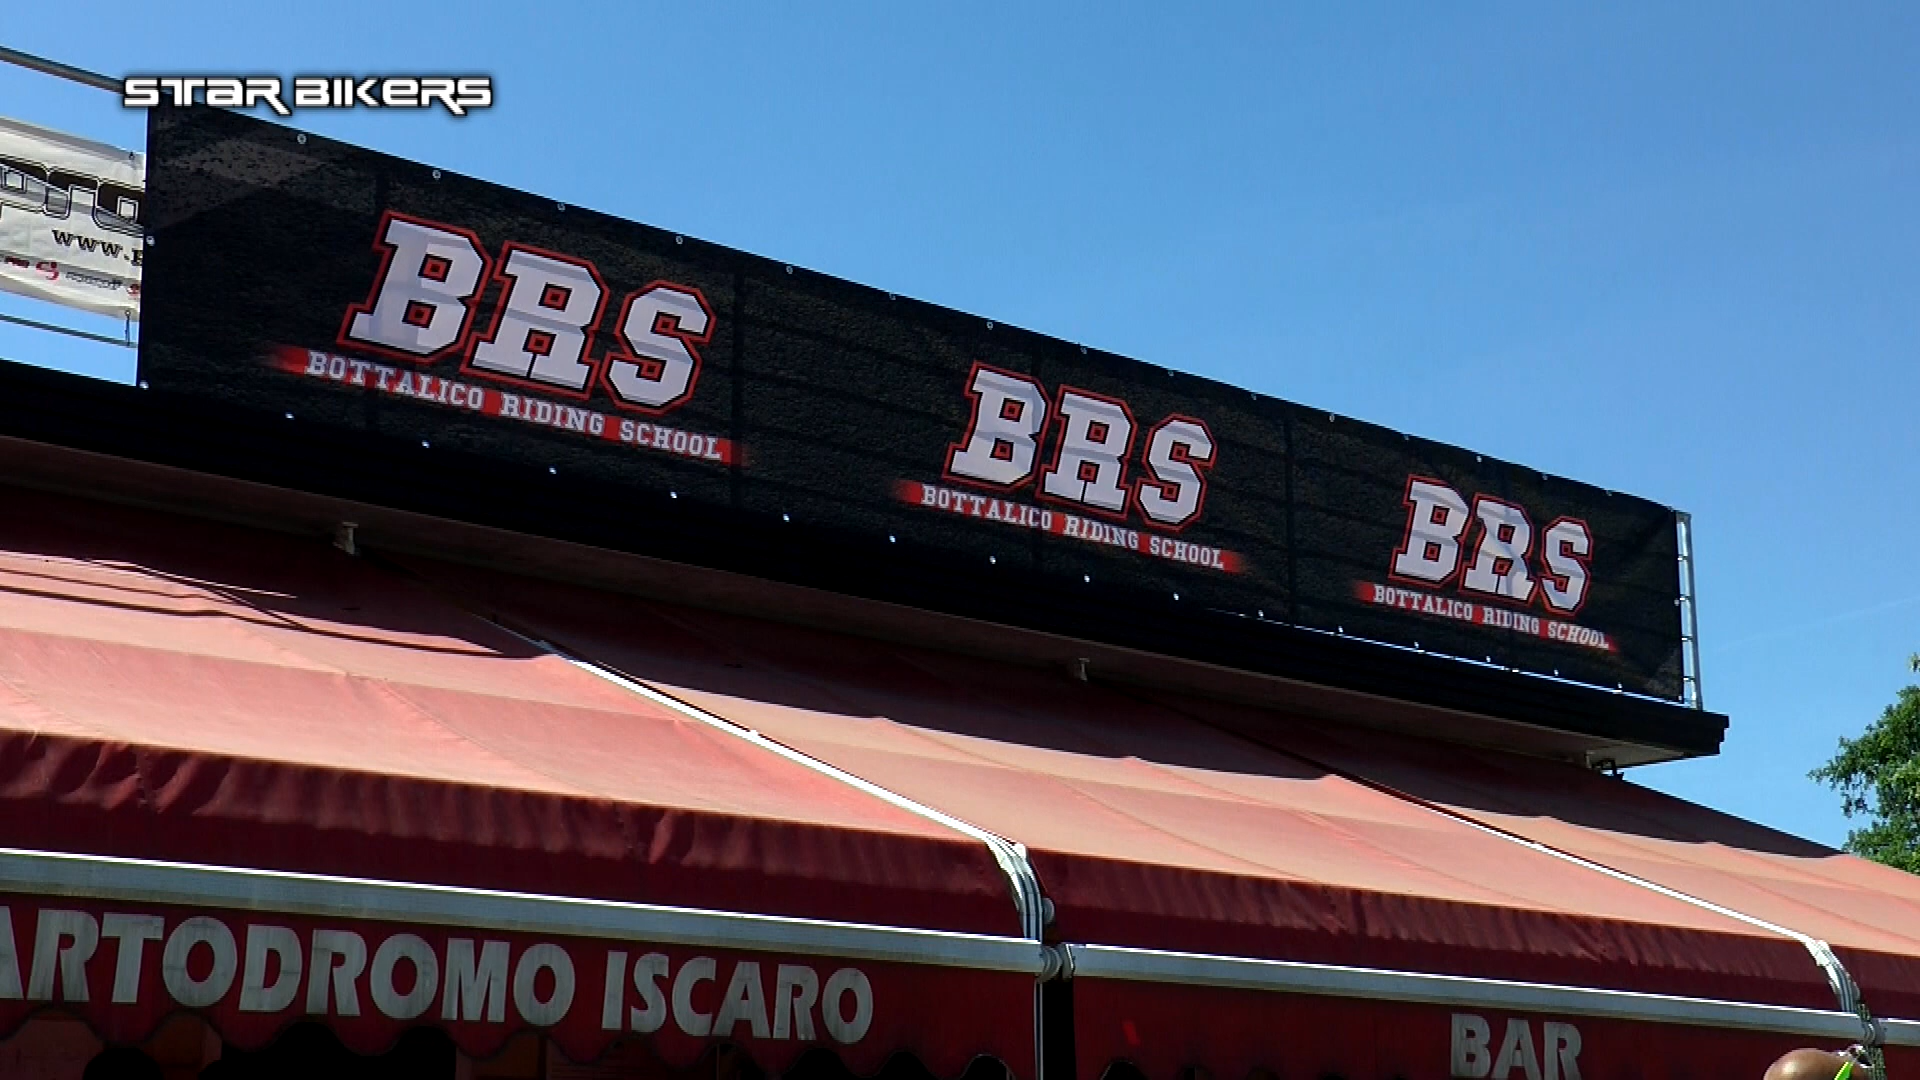 STAR BIKERS
www.
BRS
BOTTALICO RIDING SCHOOL
BRS
BOTTALICO RIDING SCHOOL
BRS
BOTTALICO RIDING SCHOOL
ARTODROMO ISCARO
BAR